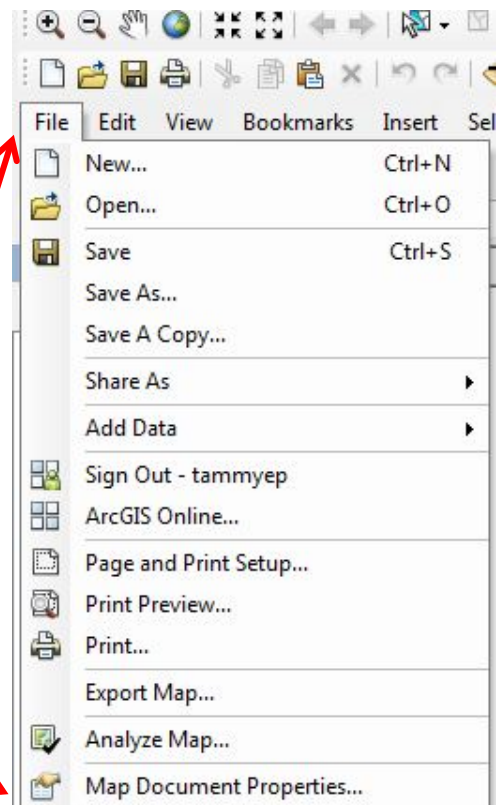 File Edit View Bookmarks Insert Sel
New... Ctrl+N
Open... Ctrl+O
Save Ctrl+S
Save As...
Save A Copy...
Share As
Add Data
Sign Out - tammyep
ArcGIS Online...
Page and Print Setup...
Print Preview...
Print...
Export Map...
Analyze Map...
Map Document Properties...